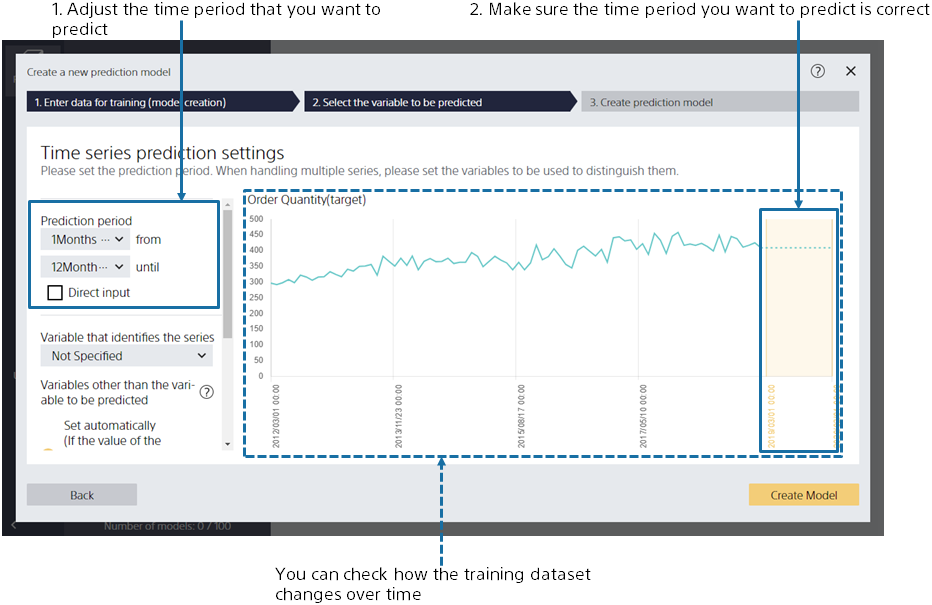 1. Adjust the time period that you want to
predict
2. Make sure the time period you want to predict is correct
Create a new prediction model
1. Enter data for training (model creation)
2. Select the variable to be predicted
3. Create prediction model
Time series prediction settings
Please set the prediction period. When handling multiple series, please set the variables to be used to distinguish them.
Prediction period
1Months ··· from
12Month··· until
Direct input
Variable that identifies the series
Not Specified
Variables other than the vari-
able to be predicted
Set automatically
(If the value of the
Order Quantity(target)
500
450
400
350
300
250
200
150
100
50
0
2012/03/01 00:00
2013/11/23 00:00
2015/08/17 00:00
2017/05/10 00:00
2019/03/01 00:00
Back
Create Model
Number of models: 0 / 100
You can check how the training dataset
changes over time